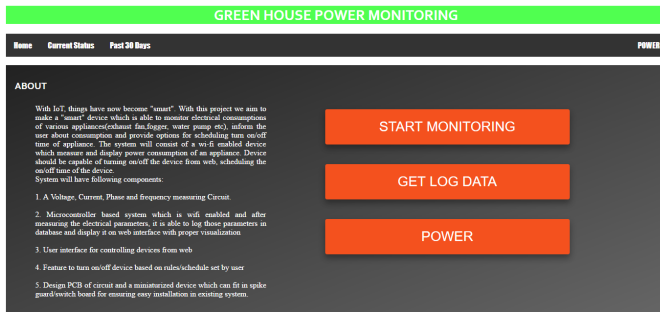 GREEN HOUSE POWER MONITORING
Home Current Status Past 30 Days POWER
ABOUT
With IoT, things have now become "smart". With this project we aim to
make a "smart" device which is able to monitor electrical consumptions
of various appliances(exhaust fan,fogger, water pump etc), inform the
user about consumption and provide options for scheduling turn on/off
time of appliance. The system will consist of a wi-fi enabled device
which measure and display power consumption of an appliance. Device
should be capable of turning on/off the device from web, scheduling the
on/off time of the device.
System will have following components:
1. A Voltage, Current, Phase and frequency measuring Circuit.
2. Microcontroller based system which is wifi enabled and after
measuring the electrical parameters, it is able to log those parameters in
database and display it on web interface with proper visualization
3. User interface for controlling devices from web
4. Feature to turn on/off device based on rules/schedule set by user
5. Design PCB of circuit and a miniaturized device which can fit in spike
guard/switch board for ensuring easy installation in existing system.
START MONITORING
GET LOG DATA
POWER